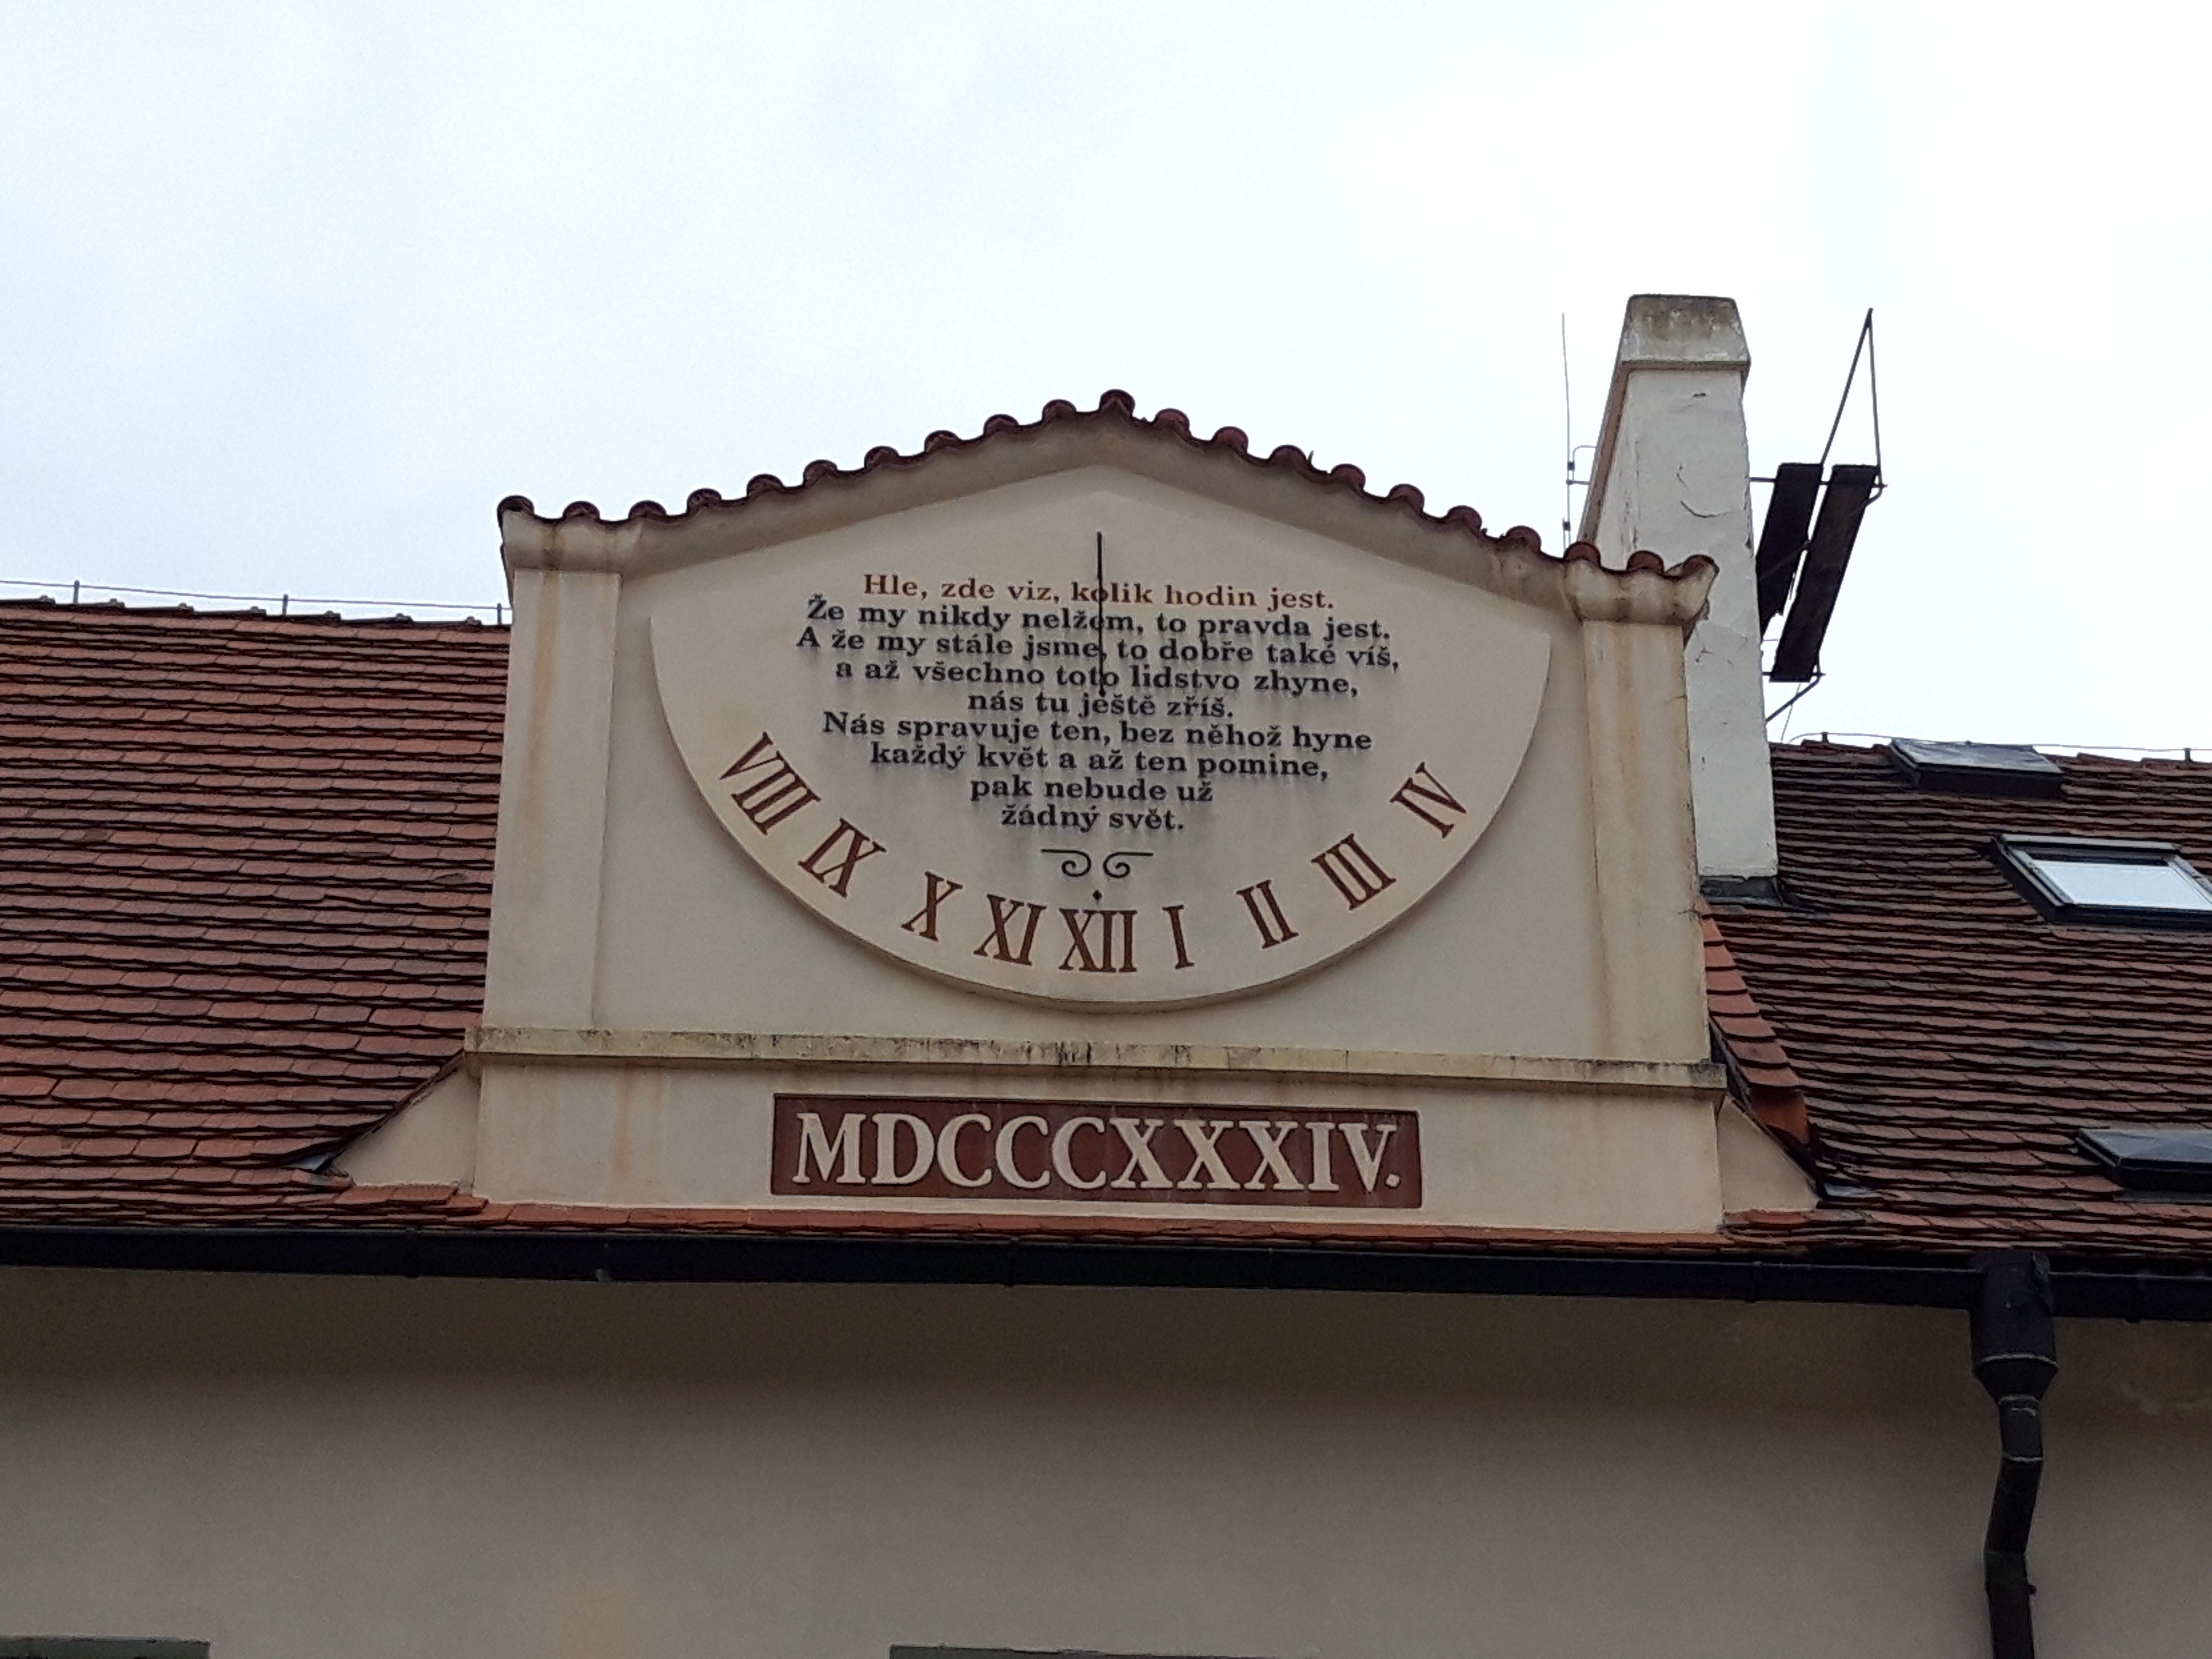 Hle, zde viz, kolik hodin jest.
Že my nikdy nelžem, to pravda jest.
A že my stále jsme, to dobře také víš,
a až všechno toto lidstvo zhyne,
nás tu ještě zříš.
Nás spravuje ten, bez něhož hyne
každý květ a až ten pomine,
pak nebude už
žádný svět.
VIII IX X XI XII I II III IV
MDCCCXXXIV.